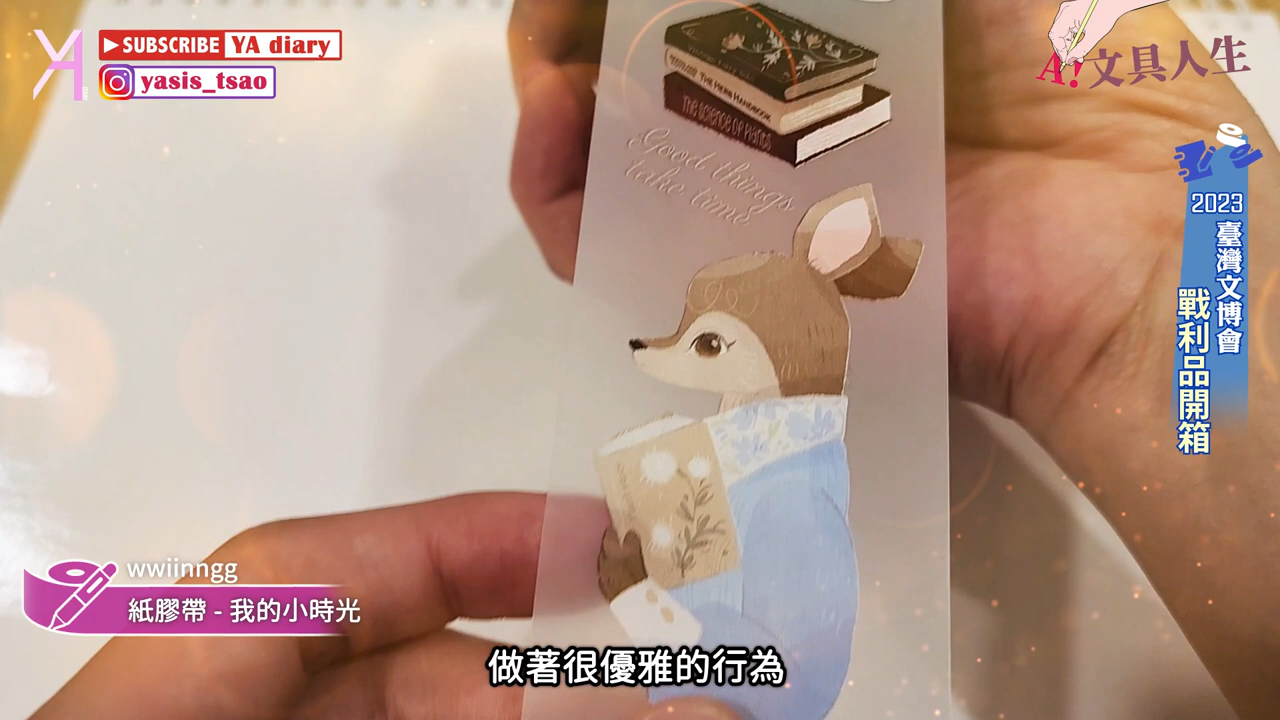 SUBSCRIBE YA diary
yasis_tsao
A!文具人生
2023
臺灣文博會
戰利品開箱
THE HERB HANDBOOK
The science of Plants
Good things
take time
wwiinngg
紙膠帶 - 我的小時光
做著很優雅的行為